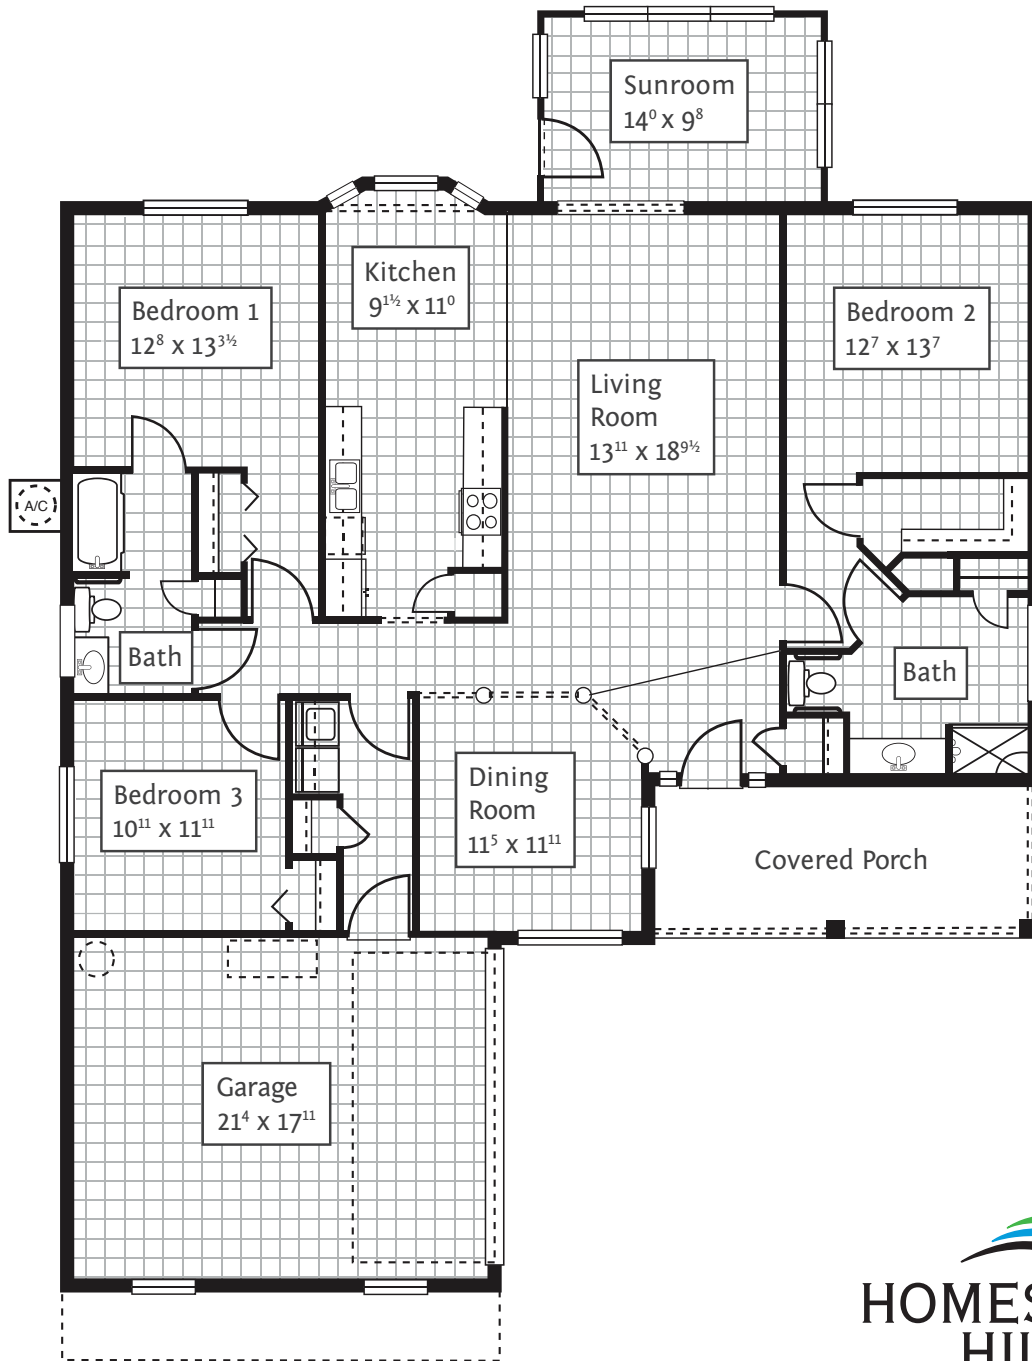 Sunroom
14⁰ x 9⁸
Kitchen
9¹½ x 11⁰
Bedroom 1
12⁸ x 13³½
Bedroom 2
12⁷ x 13⁷
Living
Room
13¹¹ x 18⁹½
A/C
Bath
Bath
Dining
Room
11⁵ x 11¹¹
Bedroom 3
10¹¹ x 11¹¹
Covered Porch
Garage
21⁴ x 17¹¹